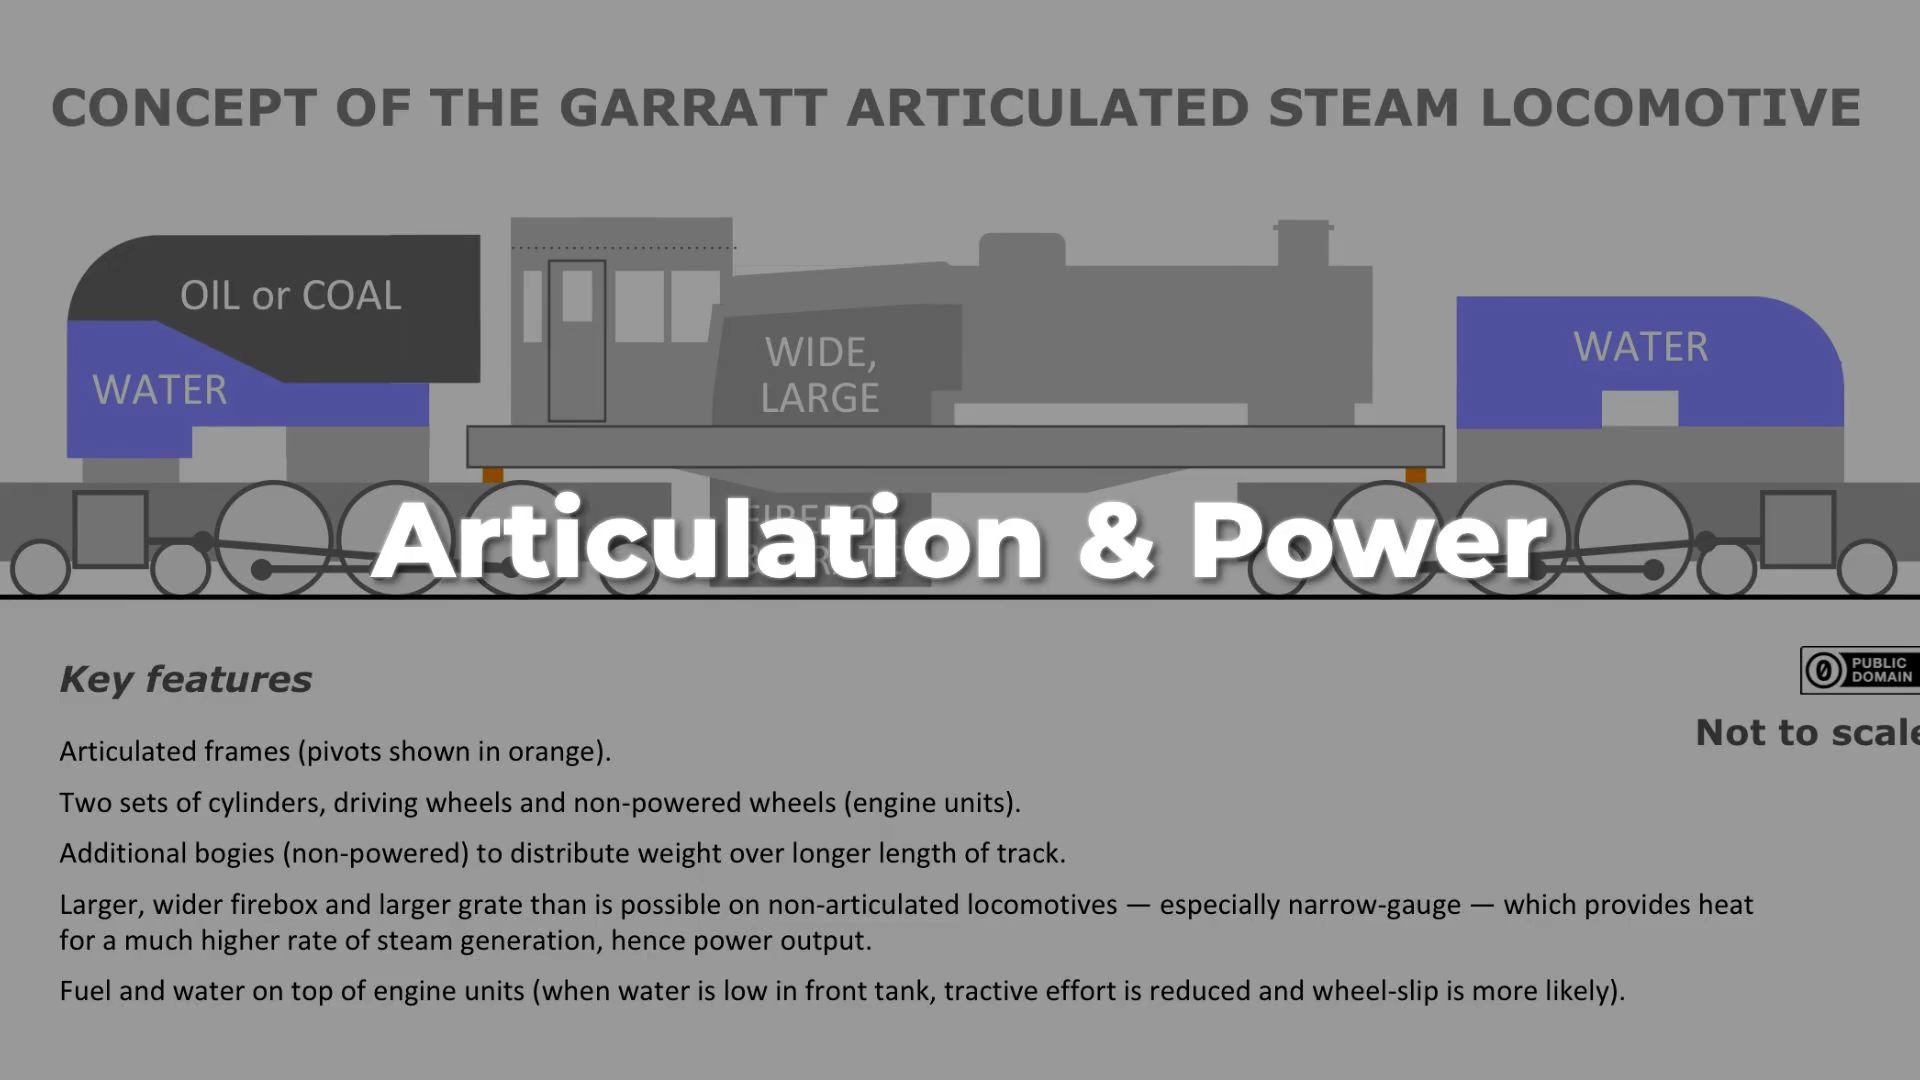 CONCEPT OF THE GARRATT ARTICULATED STEAM LOCOMOTIVE
OIL or COAL
WATER
WIDE,
LARGE
WATER
Articulation & Power
Key features
PUBLIC
DOMAIN
Not to scale
Articulated frames (pivots shown in orange).
Two sets of cylinders, driving wheels and non-powered wheels (engine units).
Additional bogies (non-powered) to distribute weight over longer length of track.
Larger, wider firebox and larger grate than is possible on non-articulated locomotives — especially narrow-gauge — which provides heat
for a much higher rate of steam generation, hence power output.
Fuel and water on top of engine units (when water is low in front tank, tractive effort is reduced and wheel-slip is more likely).